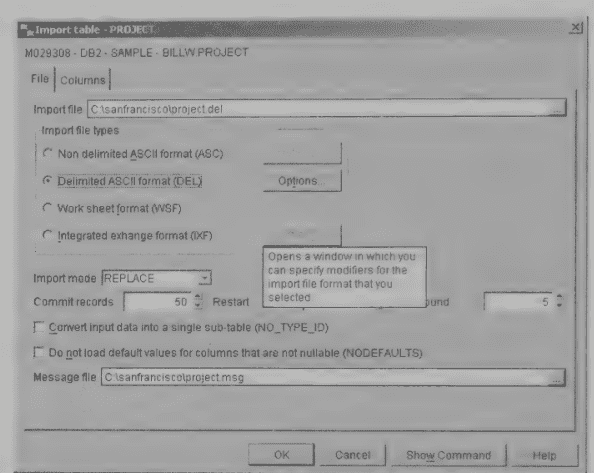 Import table - PROJECT
M029308 - DB2 - SAMPLE - BILLW.PROJECT
File Columns
Import file C:\sanfrancisco\project.del ...
Import file types
Non delimited ASCII format (ASC)
Delimited ASCII format (DEL) Options...
Work sheet format (WSF)
Integrated exhange format (IXF)
Opens a window in which you
can specify modifiers for the
import file format that you
selected
Import mode REPLACE
Commit records 50 Restart ound 5
Convert input data into a single sub-table (NO_TYPE_ID)
Do not load default values for columns that are not nullable (NODEFAULTS)
Message file C:\sanfrancisco\project.msg ...
OK Cancel Show Command Help